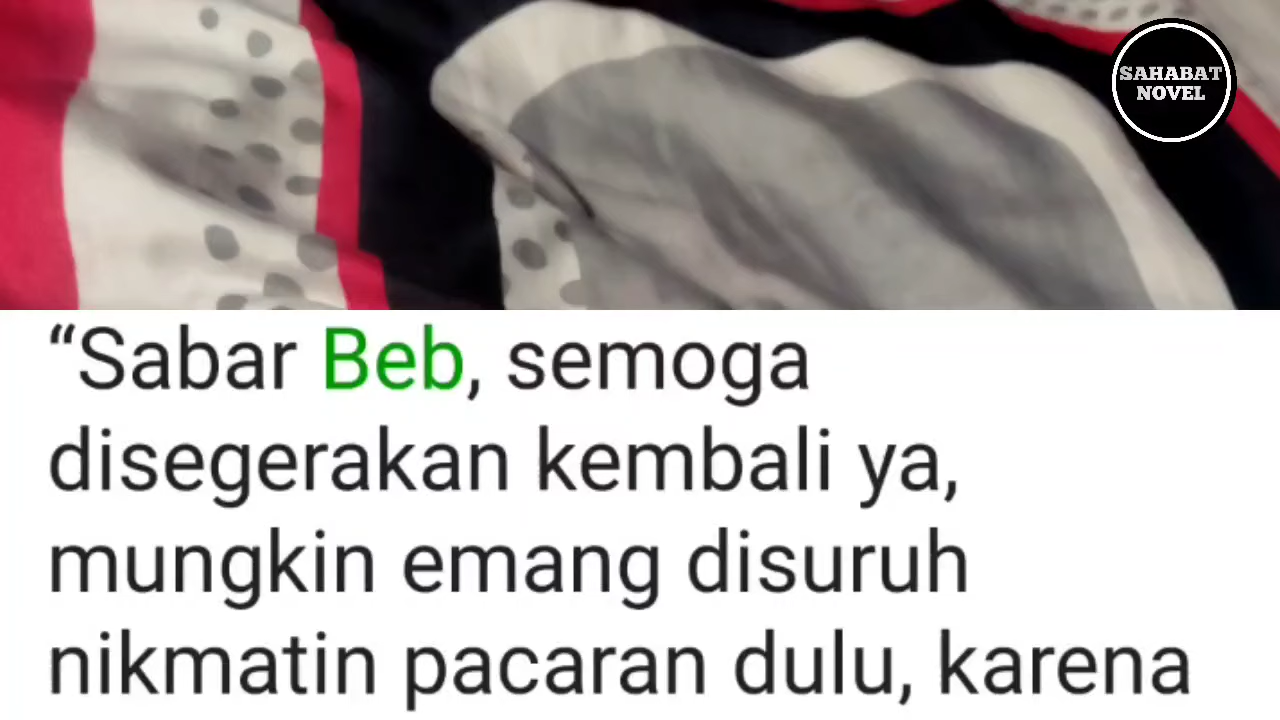 SAHABAT
NOVEL
“Sabar Beb, semoga
disegerakan kembali ya,
mungkin emang disuruh
nikmatin pacaran dulu, karena